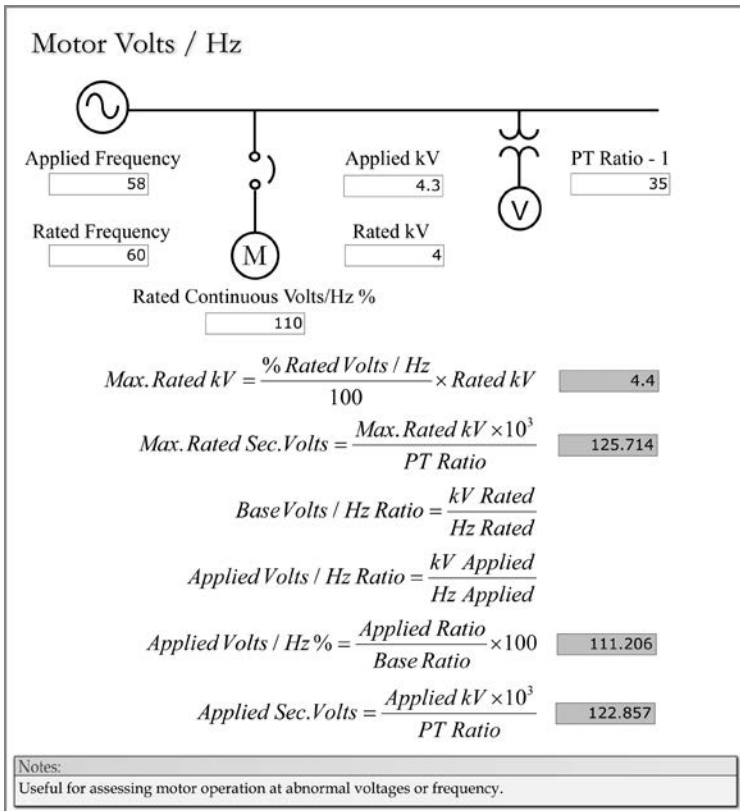 Motor Volts / Hz
Applied Frequency
58
Applied kV
4.3
PT Ratio - 1
35
V
Rated Frequency
60
M
Rated kV
4
Rated Continuous Volts/Hz %
110
Max. Rated kV = % Rated Volts / Hz / 100 × Rated kV
4.4
Max. Rated Sec. Volts = Max. Rated kV × 10³ / PT Ratio
125.714
Base Volts / Hz Ratio = kV Rated / Hz Rated
Applied Volts / Hz Ratio = kV Applied / Hz Applied
Applied Volts / Hz % = Applied Ratio / Base Ratio × 100
111.206
Applied Sec. Volts = Applied kV × 10³ / PT Ratio
122.857
Notes:
Useful for assessing motor operation at abnormal voltages or frequency.